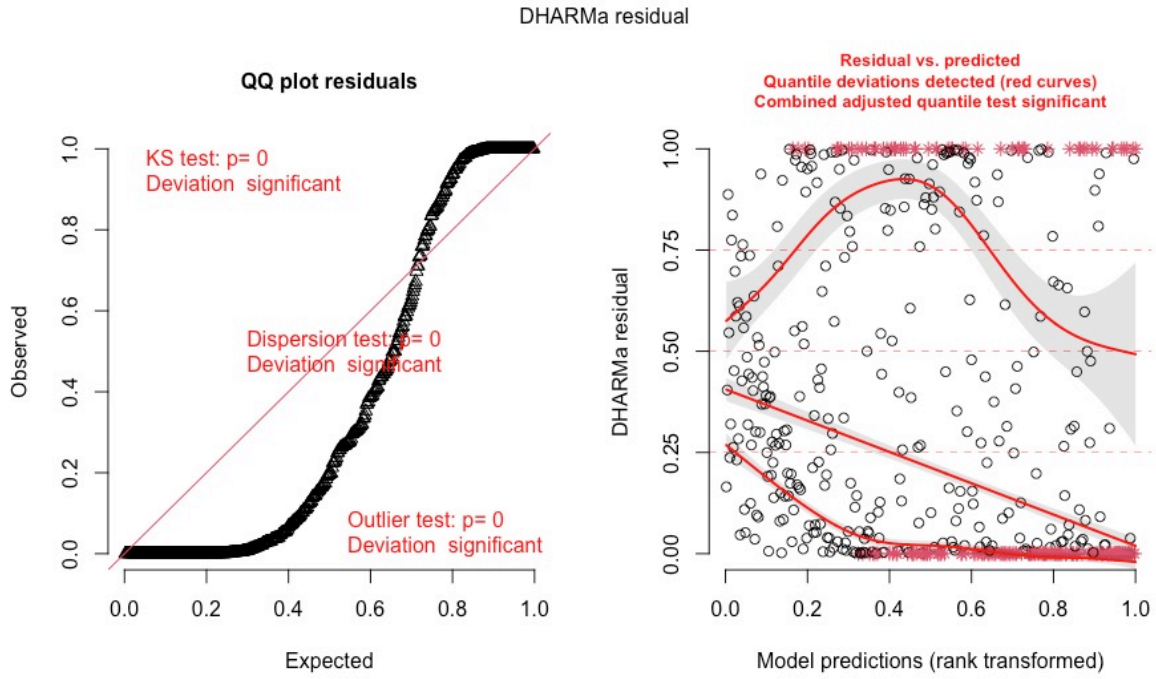 DHARMa residual
QQ plot residuals
KS test: p= 0
Deviation significant
Dispersion test: p= 0
Deviation significant
Outlier test: p= 0
Deviation significant
Observed
0.0 0.2 0.4 0.6 0.8 1.0
0.0 0.2 0.4 0.6 0.8 1.0
Expected
Residual vs. predicted
Quantile deviations detected (red curves)
Combined adjusted quantile test significant
DHARMa residual
0.00 0.25 0.50 0.75 1.00
0.0 0.2 0.4 0.6 0.8 1.0
Model predictions (rank transformed)